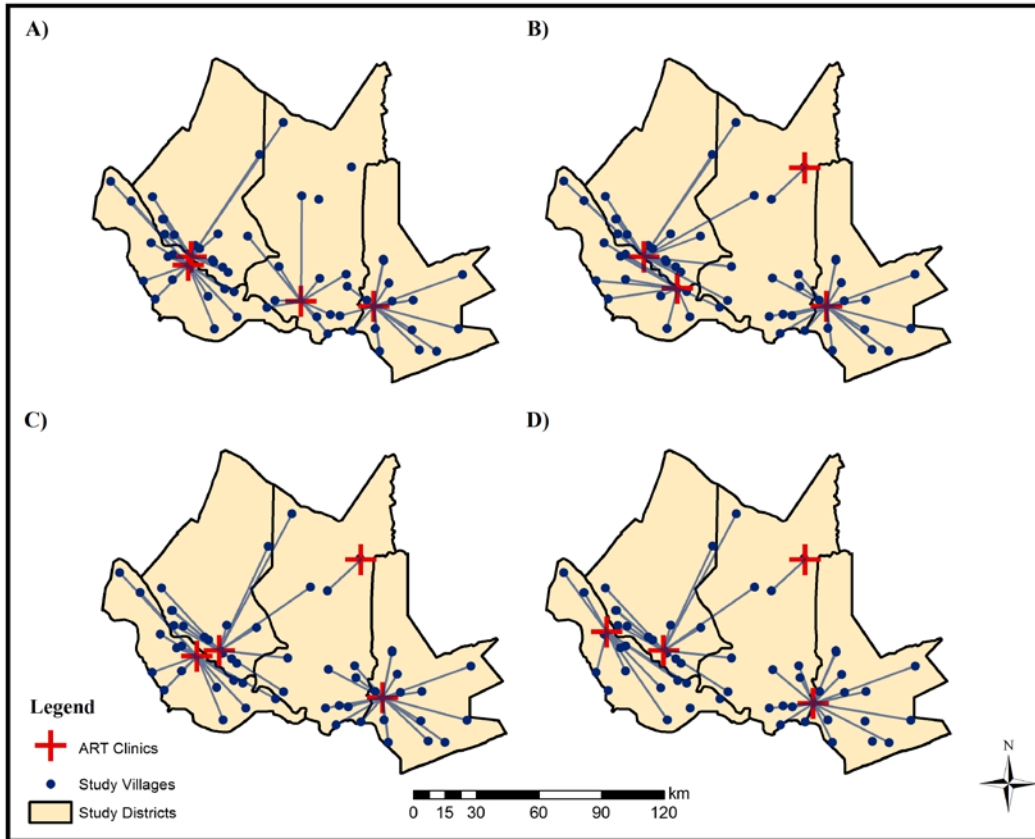 A)
B)
C)
D)
Legend
ART Clinics
Study Villages
Study Districts
km
0 15 30 60 90 120
N